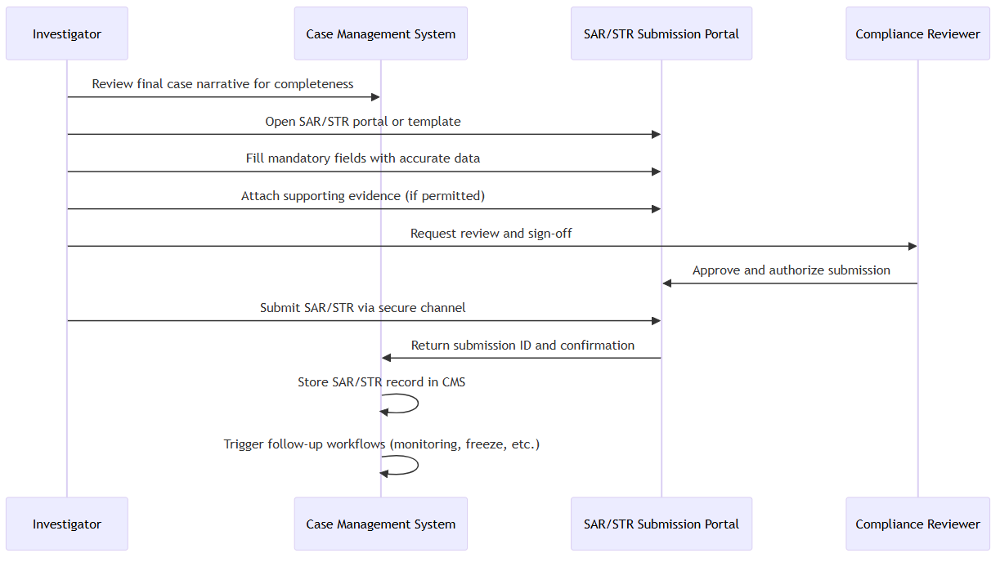 Investigator
Case Management System
SAR/STR Submission Portal
Compliance Reviewer
Review final case narrative for completeness
Open SAR/STR portal or template
Fill mandatory fields with accurate data
Attach supporting evidence (if permitted)
Request review and sign-off
Approve and authorize submission
Submit SAR/STR via secure channel
Return submission ID and confirmation
Store SAR/STR record in CMS
Trigger follow-up workflows (monitoring, freeze, etc.)
Investigator
Case Management System
SAR/STR Submission Portal
Compliance Reviewer